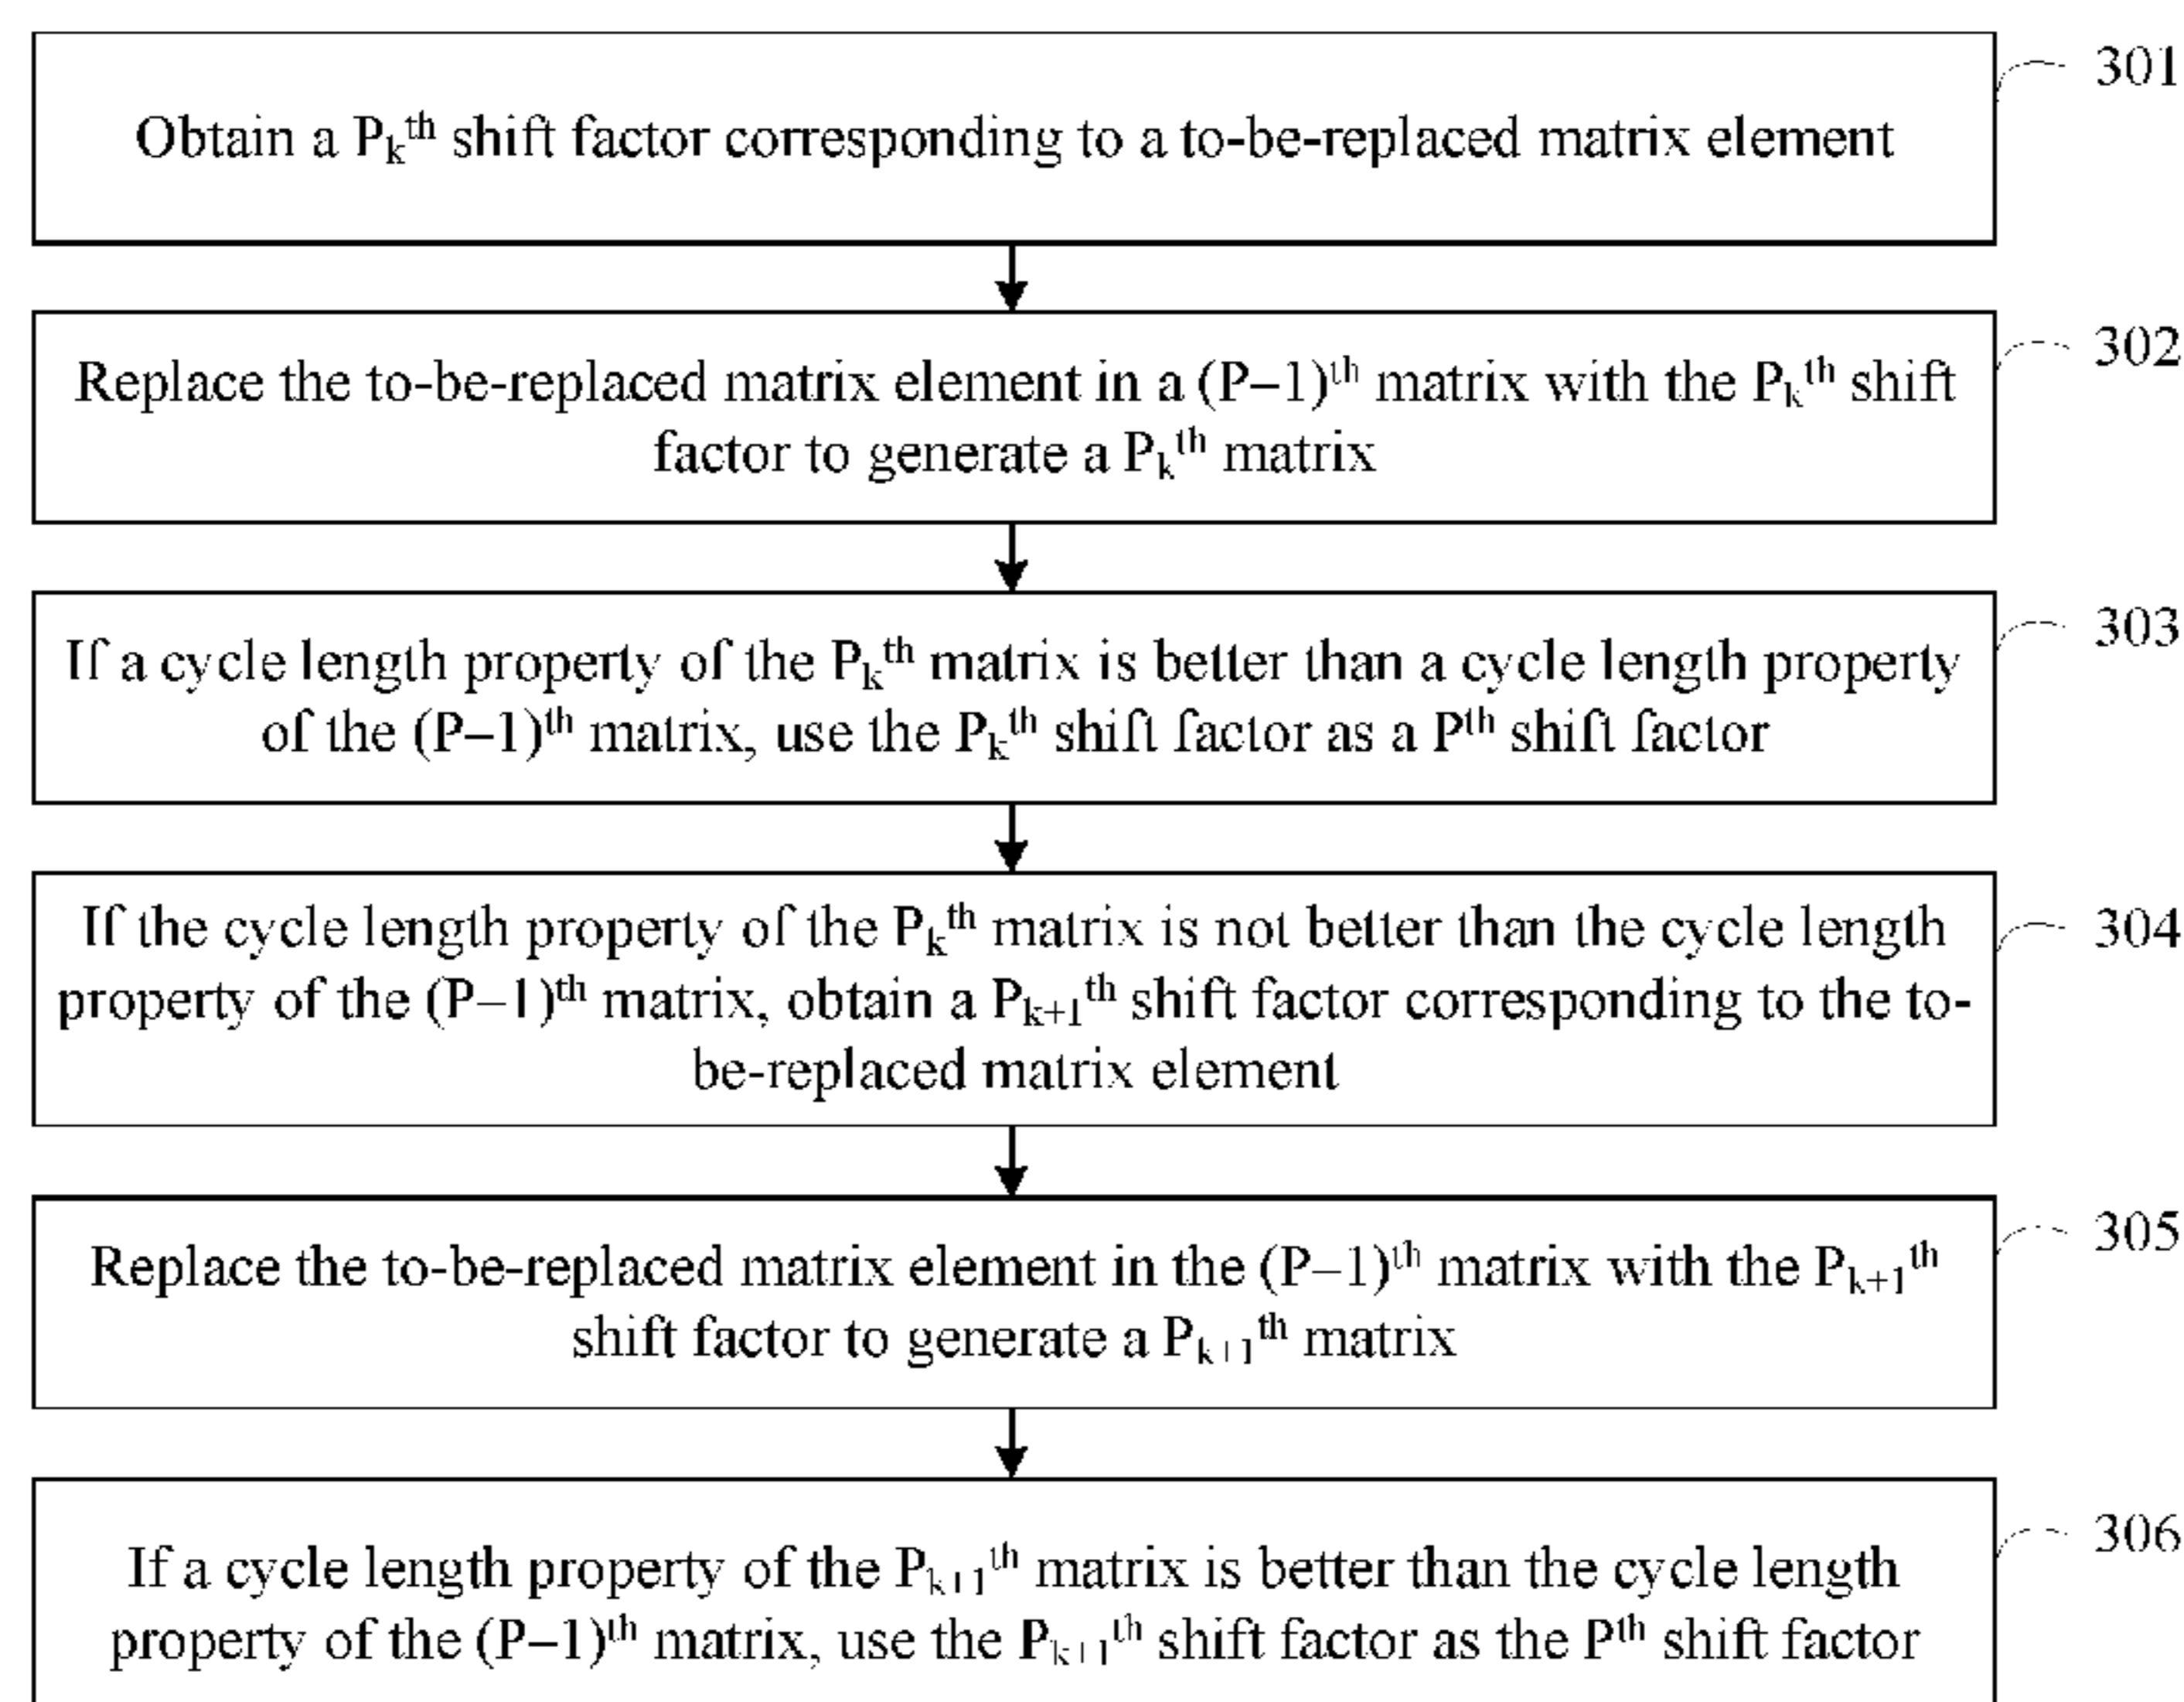 301
Obtain a Pₖᵗʰ shift factor corresponding to a to-be-replaced matrix element
302
Replace the to-be-replaced matrix element in a (P–1)ᵗʰ matrix with the Pₖᵗʰ shift
factor to generate a Pₖᵗʰ matrix
303
If a cycle length property of the Pₖᵗʰ matrix is better than a cycle length property
of the (P–1)ᵗʰ matrix, use the Pₖᵗʰ shift factor as a Pᵗʰ shift factor
304
If the cycle length property of the Pₖᵗʰ matrix is not better than the cycle length
property of the (P–1)ᵗʰ matrix, obtain a Pₖ₊₁ᵗʰ shift factor corresponding to the to-
be-replaced matrix element
305
Replace the to-be-replaced matrix element in the (P–1)ᵗʰ matrix with the Pₖ₊₁ᵗʰ
shift factor to generate a Pₖ₊₁ᵗʰ matrix
306
If a cycle length property of the Pₖ₊₁ᵗʰ matrix is better than the cycle length
property of the (P–1)ᵗʰ matrix, use the Pₖ₊₁ᵗʰ shift factor as the Pᵗʰ shift factor